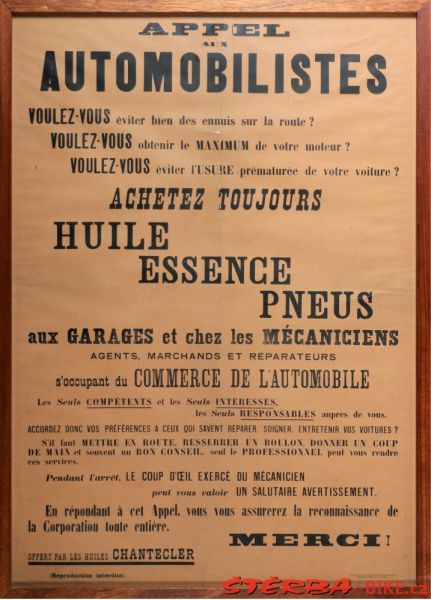 APPEL
AUX
AUTOMOBILISTES
VOULEZ-VOUS éviter bien des ennuis sur la route ?
VOULEZ-VOUS obtenir le MAXIMUM de votre moteur ?
VOULEZ-VOUS éviter l'USURE prématurée de votre voiture ?
ACHETEZ TOUJOURS
HUILE
ESSENCE
PNEUS
aux GARAGES et chez les MÉCANICIENS
AGENTS, MARCHANDS ET RÉPARATEURS
s'occupant du COMMERCE DE L'AUTOMOBILE
Les Seuls COMPÉTENTS et les Seuls INTÉRESSÉS,
les Seuls RESPONSABLES auprès de vous.
ACCORDEZ DONC VOS PRÉFÉRENCES A CEUX QUI SAVENT RÉPARER, SOIGNER, ENTRETENIR VOS VOITURES ?
S'il faut METTRE EN ROUTE, RESSERRER UN BOULON, DONNER UN COUP
DE MAIN et souvent un BON CONSEIL, seul le PROFESSIONNEL peut vous rendre
ces services.
Pendant l'arrêt, LE COUP D'ŒIL EXERCÉ DU MÉCANICIEN
peut vous valoir UN SALUTAIRE AVERTISSEMENT.
En répondant à cet Appel, vous vous assurerez la reconnaissance de
la Corporation toute entière.
MERCI !
OFFERT PAR LES HUILES CHANTECLER
(Reproduction interdite)
ŠTĚRBA-BIKE.cz